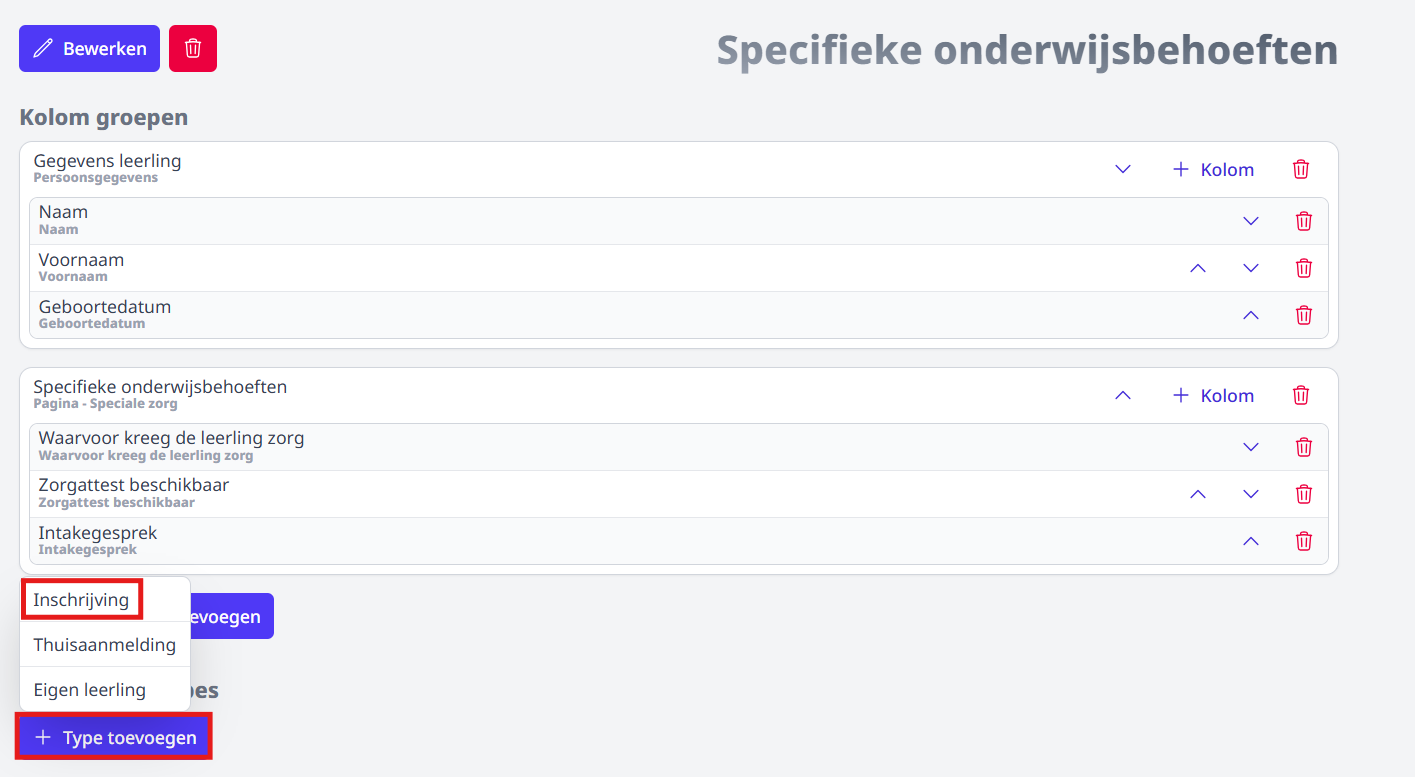 Bewerken
Specifieke onderwijsbehoeften
Kolom groepen
Gegevens leerling
Persoonsgegevens
Kolom
Naam
Naam
Voornaam
Voornaam
Geboortedatum
Geboortedatum
Specifieke onderwijsbehoeften
Pagina - Speciale zorg
Kolom
Waarvoor kreeg de leerling zorg
Waarvoor kreeg de leerling zorg
Zorgattest beschikbaar
Zorgattest beschikbaar
Intakegesprek
Intakegesprek
Inschrijving
evoegen
Thuisaanmelding
Eigen leerling
Type toevoegen